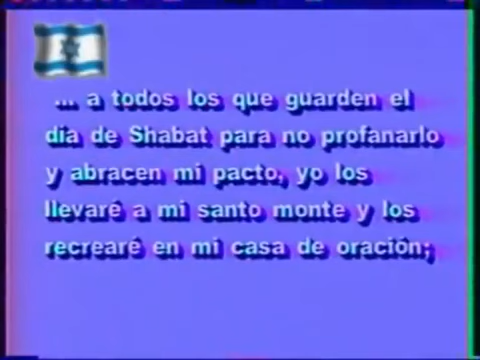 ... a todos los que guarden el
día de Shabat para no profanarlo
y abracen mi pacto, yo los
llevaré a mi santo monte y los
recrearé en mi casa de oración;